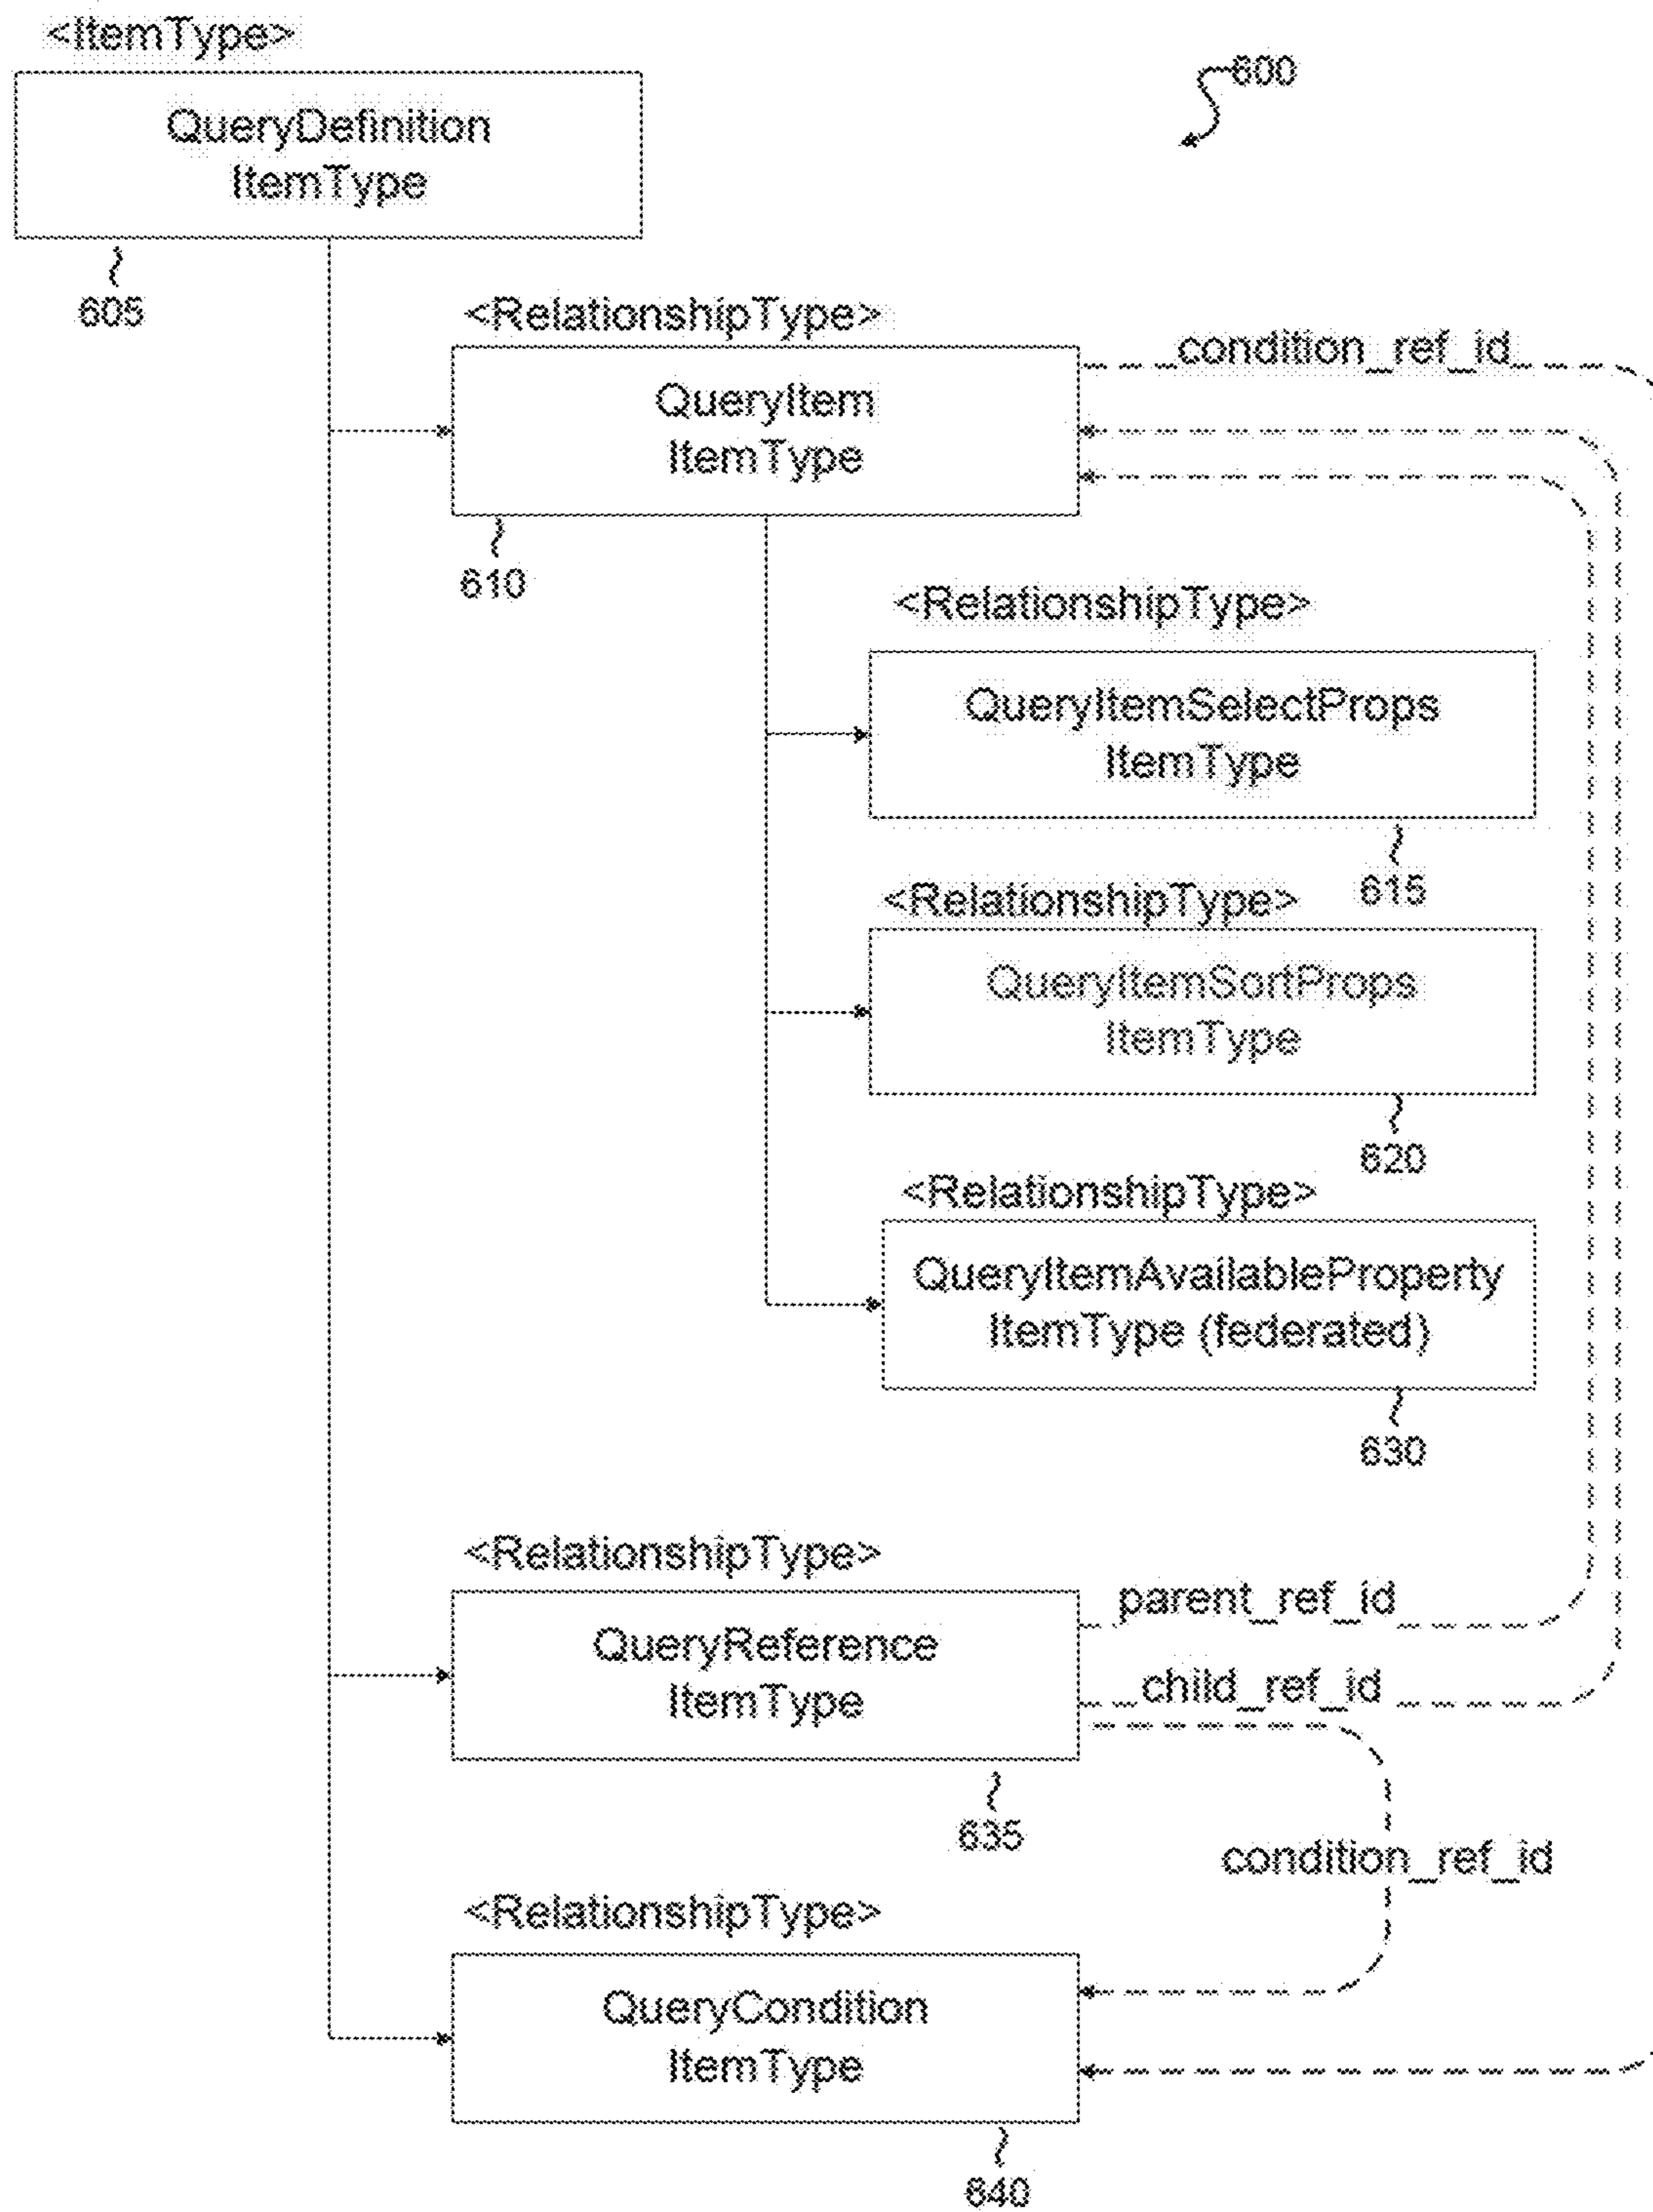 <ItemType>
600
QueryDefinition
ItemType
605
<RelationshipType>
condition_ref_id
QueryItem
ItemType
610
<RelationshipType>
QueryItemSelectProps
ItemType
615
<RelationshipType>
QueryItemSortProps
ItemType
620
<RelationshipType>
QueryItemAvailableProperty
ItemType (federated)
630
<RelationshipType>
parent_ref_id
QueryReference
child_ref_id
ItemType
635
condition_ref_id
<RelationshipType>
QueryCondition
ItemType
640